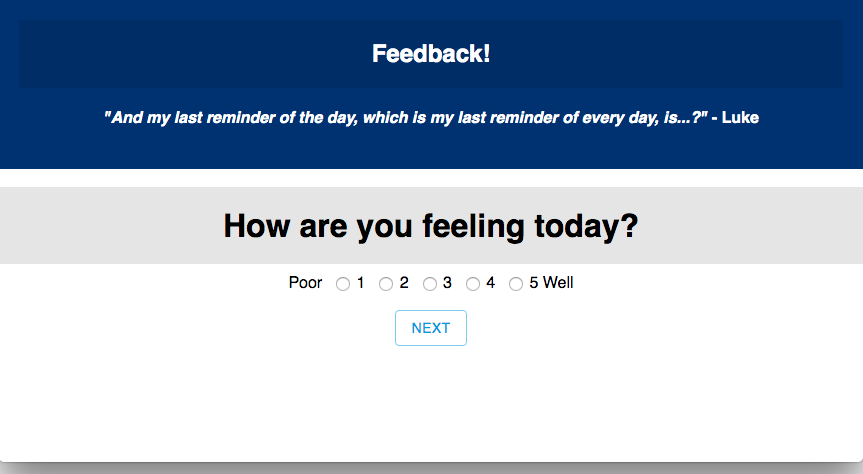 Feedback!
"And my last reminder of the day, which is my last reminder of every day, is...?" - Luke
How are you feeling today?
Poor 1 2 3 4 5 Well
NEXT